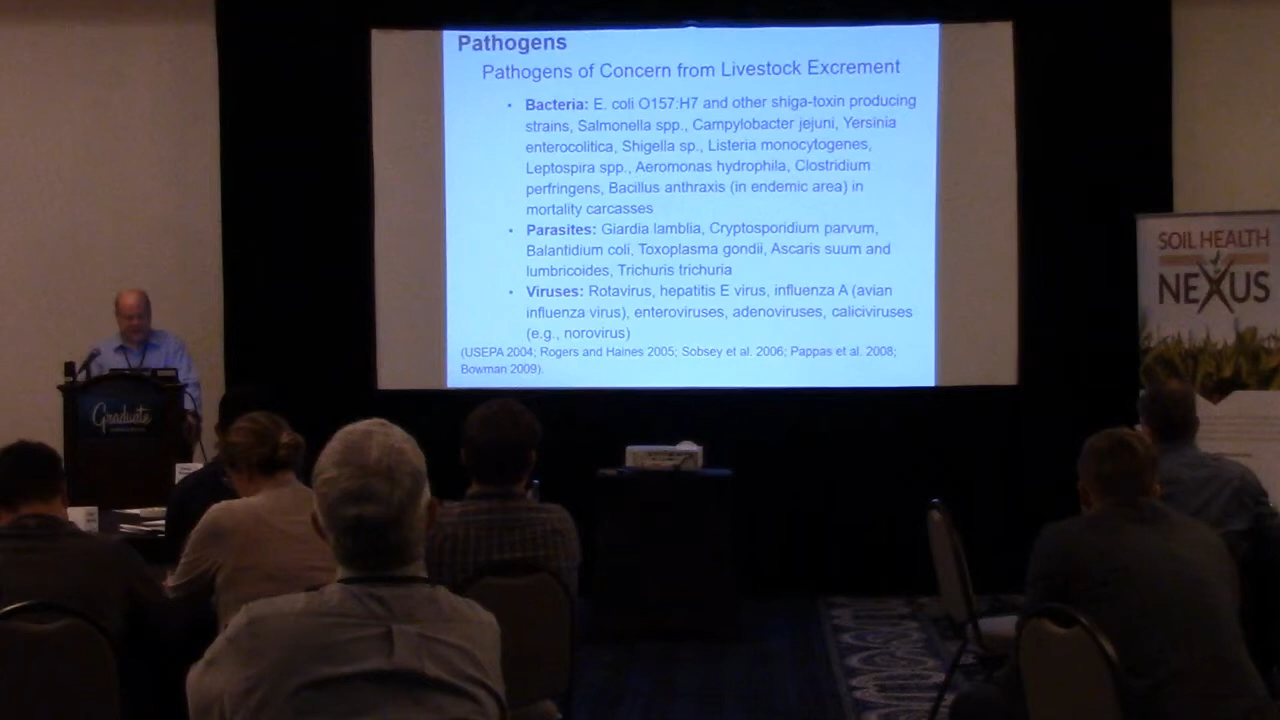 Pathogens
Pathogens of Concern from Livestock Excrement
• Bacteria: E. coli O157:H7 and other shiga-toxin producing
strains, Salmonella spp., Campylobacter jejuni, Yersinia
enterocolitica, Shigella sp., Listeria monocytogenes,
Leptospira spp., Aeromonas hydrophila, Clostridium
perfringens, Bacillus anthraxis (in endemic area) in
mortality carcasses
• Parasites: Giardia lamblia, Cryptosporidium parvum,
Balantidium coli, Toxoplasma gondii, Ascaris suum and
lumbricoides, Trichuris trichuria
• Viruses: Rotavirus, hepatitis E virus, influenza A (avian
influenza virus), enteroviruses, adenoviruses, caliciviruses
(e.g., norovirus)
(USEPA 2004; Rogers and Haines 2005; Sobsey et al. 2006; Pappas et al. 2008;
Bowman 2009).
SOIL HEALTH
NEXUS
Graduate